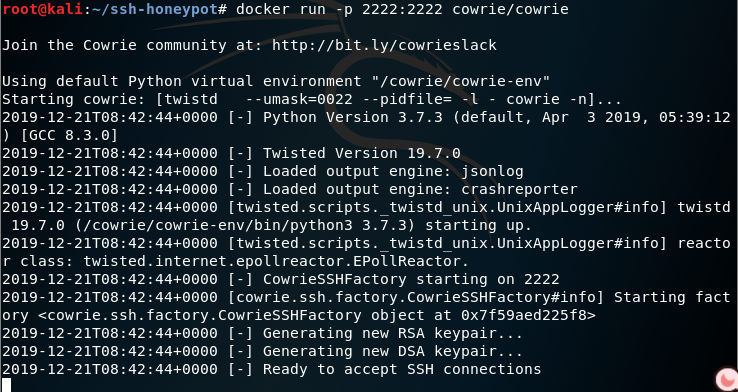 root@kali:~/ssh-honeypot# docker run -p 2222:2222 cowrie/cowrie
Join the Cowrie community at: http://bit.ly/cowrieslack
Using default Python virtual environment "/cowrie/cowrie-env"
Starting cowrie: [twistd   --umask=0022 --pidfile= -l - cowrie -n]...
2019-12-21T08:42:44+0000 [-] Python Version 3.7.3 (default, Apr  3 2019, 05:39:12
) [GCC 8.3.0]
2019-12-21T08:42:44+0000 [-] Twisted Version 19.7.0
2019-12-21T08:42:44+0000 [-] Loaded output engine: jsonlog
2019-12-21T08:42:44+0000 [-] Loaded output engine: crashreporter
2019-12-21T08:42:44+0000 [twisted.scripts._twistd_unix.UnixAppLogger#info] twistd
 19.7.0 (/cowrie/cowrie-env/bin/python3 3.7.3) starting up.
2019-12-21T08:42:44+0000 [twisted.scripts._twistd_unix.UnixAppLogger#info] reacto
r class: twisted.internet.epollreactor.EPollReactor.
2019-12-21T08:42:44+0000 [-] CowrieSSHFactory starting on 2222
2019-12-21T08:42:44+0000 [cowrie.ssh.factory.CowrieSSHFactory#info] Starting fact
ory <cowrie.ssh.factory.CowrieSSHFactory object at 0x7f59aed225f8>
2019-12-21T08:42:44+0000 [-] Generating new RSA keypair...
2019-12-21T08:42:44+0000 [-] Generating new DSA keypair...
2019-12-21T08:42:44+0000 [-] Ready to accept SSH connections